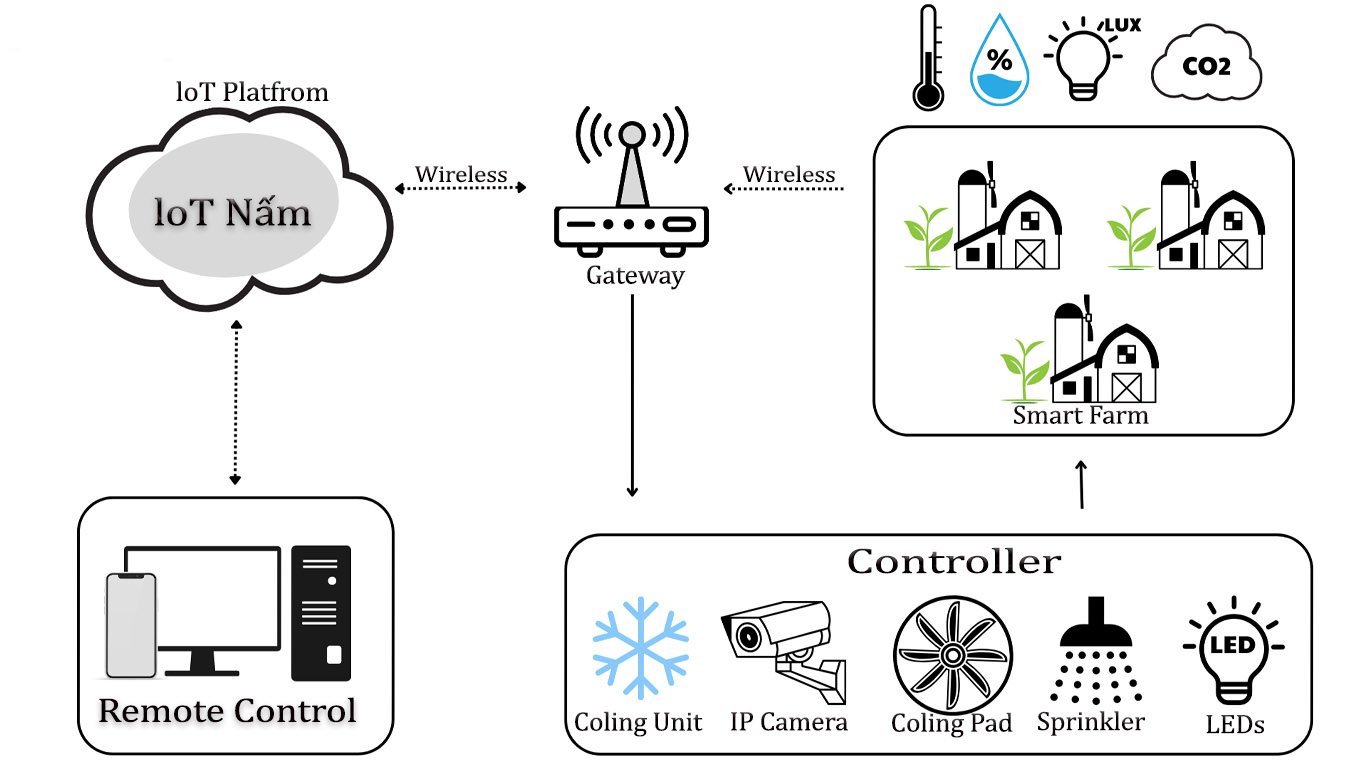 LUX
%
CO2
loT Platfrom
loT Nấm
Wireless
Wireless
Gateway
Smart Farm
Controller
LED
Coling Unit
IP Camera
Coling Pad
Sprinkler
LEDs
Remote Control